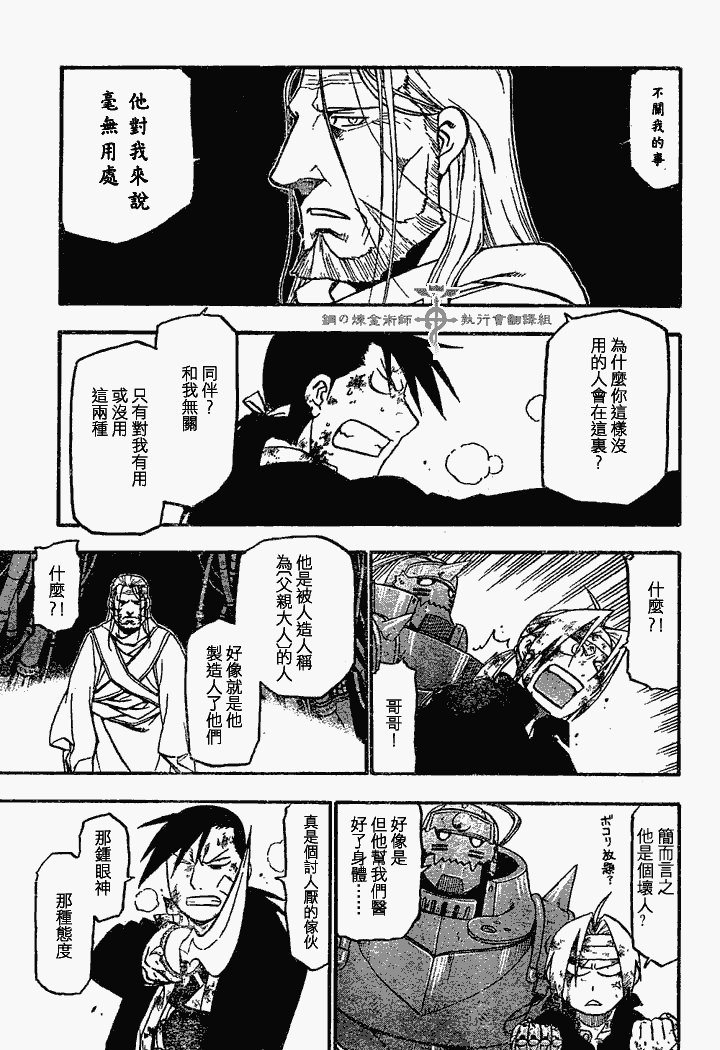 不關我的事
他對我來說
毫無用處
鋼の煉金術師
執行會翻譯組
為什麼你這樣沒
用的人會在這裏?
同伴?
和我無關
只有對我有用
或沒用
這兩種
什麼?!
哥哥!
他是被人造人稱
為(父親大人)的人
好像就是他
製造人了他們
什麼?!
簡而言之
他是個壞人?
ボコリ放題?
好像是
但他幫我們醫
好了身體……
真是個討人厭的傢伙
那鍾眼神
那種態度